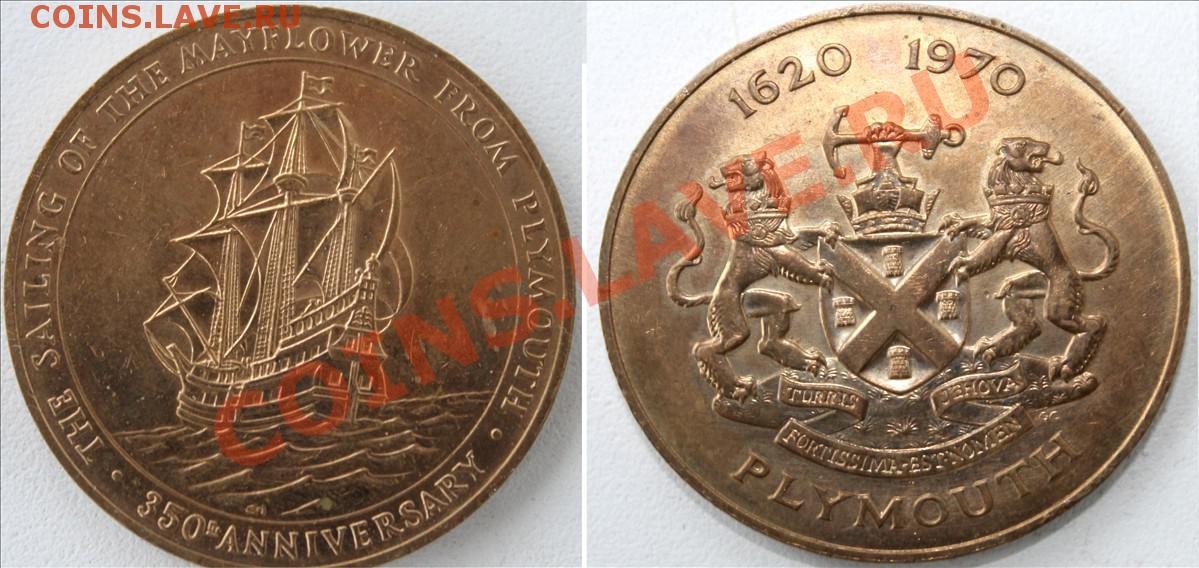 COINS.LAVE.RU
THE SAILING OF THE MAYFLOWER FROM PLYMOUTH
· 350TH ANNIVERSARY ·
COINS.LAVE.RU
1620 1970
TURRIS JEHOVA
FORTISSIMA·EST·NOMEN
GC
PLYMOUTH